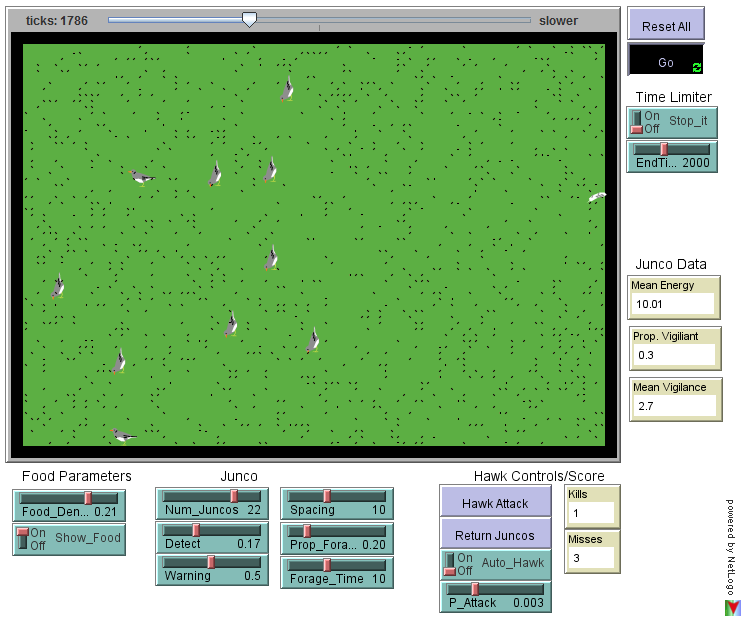 ticks: 1786
slower
Reset All
Go
Time Limiter
On
Off
Stop_it
EndTi... 2000
Junco Data
Mean Energy
10.01
Prop. Vigiliant
0.3
Mean Vigilance
2.7
Food Parameters
Food_Den... 0.21
On
Off
Show_Food
Junco
Num_Juncos 22
Detect 0.17
Warning 0.5
Spacing 10
Prop_Fora... 0.20
Forage_Time 10
Hawk Controls/Score
Hawk Attack
Return Juncos
On
Off
Auto_Hawk
P_Attack 0.003
Kills
1
Misses
3
powered by NetLogo